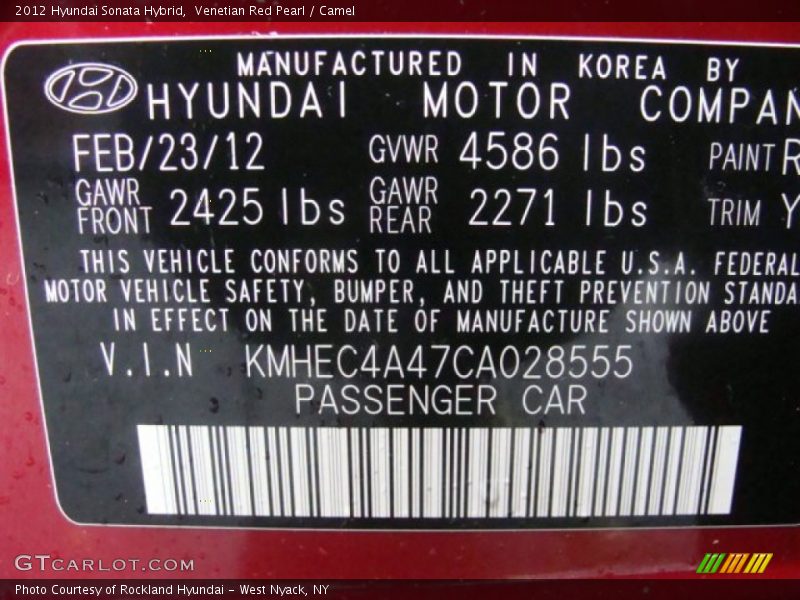 2012 Hyundai Sonata Hybrid,  Venetian Red Pearl / Camel
MANUFACTURED IN KOREA BY
HYUNDAI MOTOR COMPAN
FEB/23/12 GVWR 4586 lbs PAINT R
GAWR FRONT 2425 lbs GAWR REAR 2271 lbs TRIM Y
THIS VEHICLE CONFORMS TO ALL APPLICABLE U.S.A. FEDERAL
MOTOR VEHICLE SAFETY, BUMPER, AND THEFT PREVENTION STANDA
IN EFFECT ON THE DATE OF MANUFACTURE SHOWN ABOVE
V.I.N KMHEC4A47CA028555
PASSENGER CAR
GTCARLOT.COM
Photo Courtesy of Rockland Hyundai - West Nyack, NY